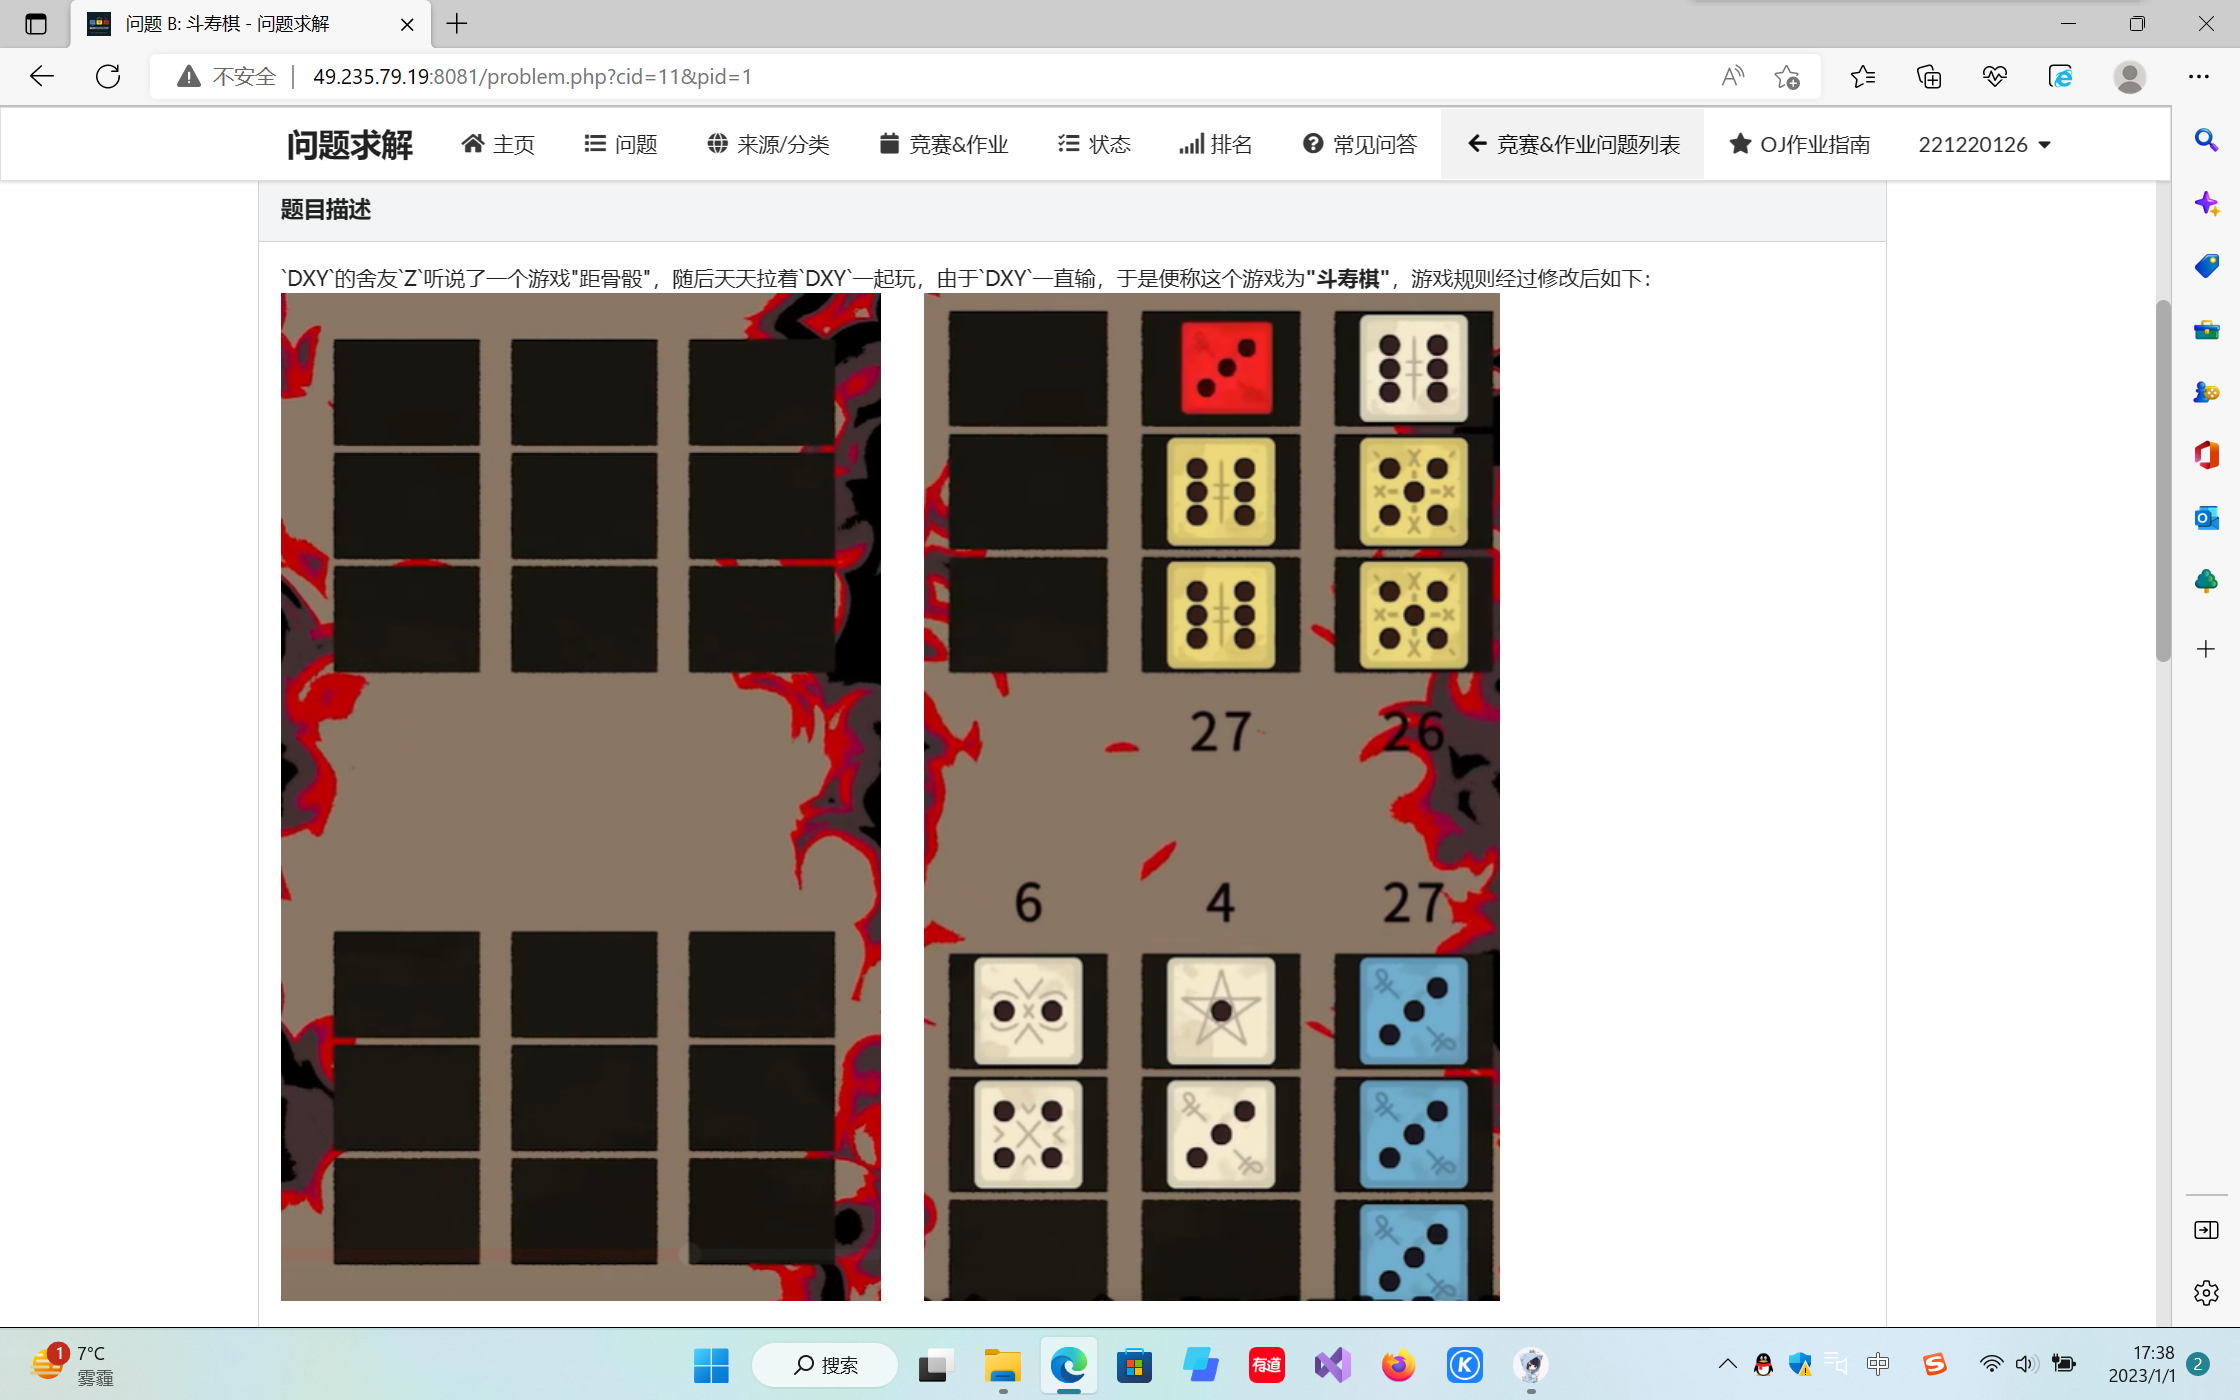 问题 B: 斗寿棋 - 问题求解
不安全 49.235.79.19:8081/problem.php?cid=11&pid=1
问题求解 主页 问题 来源/分类 竞赛&作业 状态 排名 常见问答 竞赛&作业问题列表 OJ作业指南 221220126
题目描述
`DXY`的舍友`Z`听说了一个游戏"距骨骰"，随后天天拉着`DXY`一起玩，由于`DXY`一直输，于是便称这个游戏为"斗寿棋"，游戏规则经过修改后如下：
27 26
6 4 27
1 7°C
雾霾
搜索
有道
K
中
17:38
2023/1/1
2